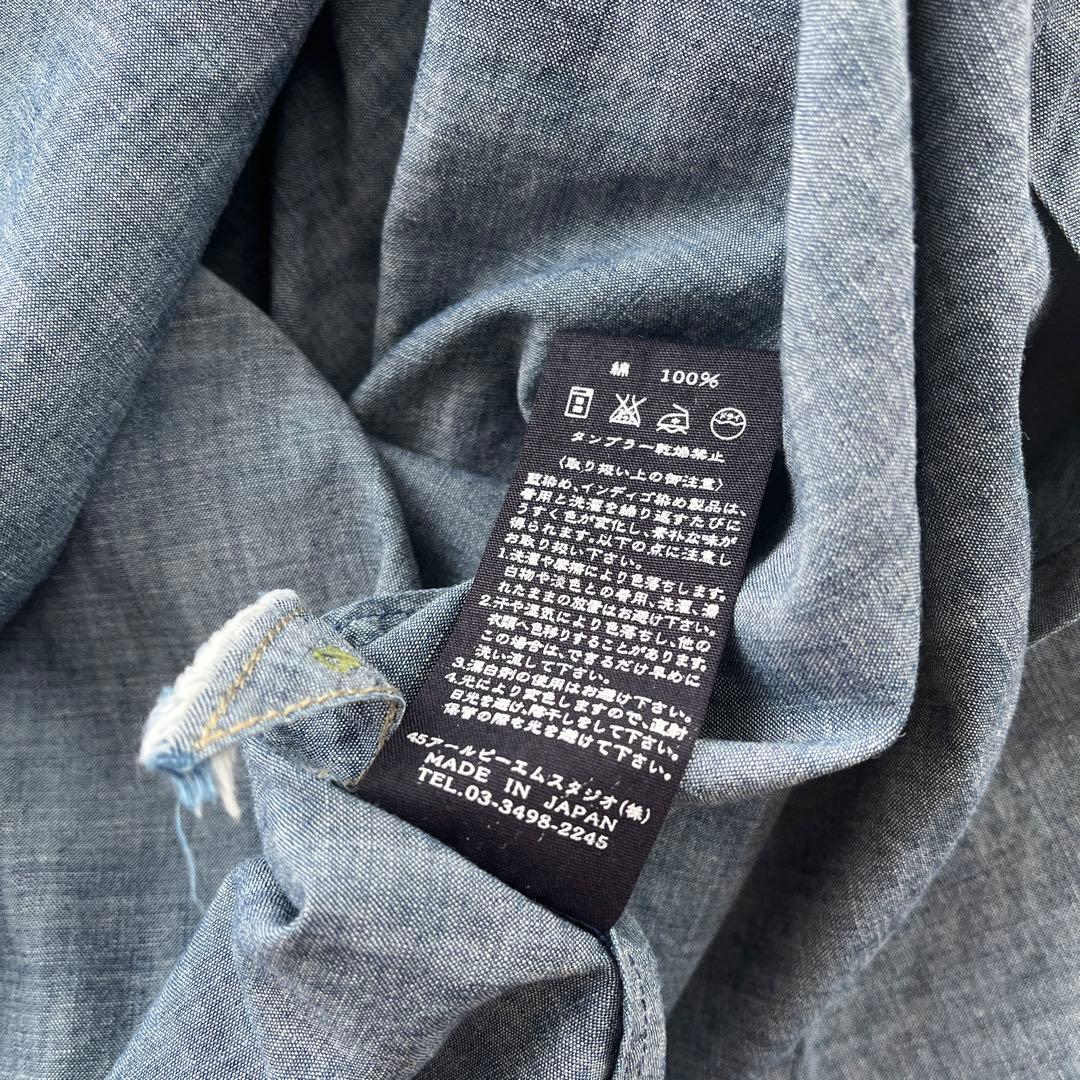 綿 100%
ドライ
タンブラー乾燥禁止
〈取り扱い上の御注意〉
藍染め、インディゴ染め製品は、
着用と洗濯を繰り返すたびに
うすく色が変化し、素朴な味が
得られます。以下の点に注意し
お取り扱い下さい。
1.洗濯や摩擦により色落ちします。
白物や淡色との着用、洗濯、濡
れたままの放置はお避け下さい。
2.汗や湿気により色落ちし、他の
衣類へ色移りすることがあります。
この場合は、できるだけ早めに
洗い直して下さい。
3.漂白剤の使用はお避け下さい。
4.光により変色しますので、直射
日光を避け、陰干しをして下さい。
保管の際も光を避けて下さい。
45アールピーエムスタジオ(株)
MADE IN JAPAN
TEL.03-3498-2245